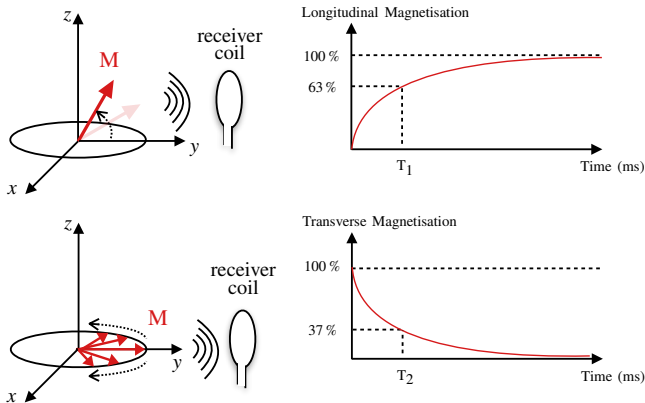 z
M
receiver
coil
y
x
Longitudinal Magnetisation
100 %
63 %
T1
Time (ms)
z
M
receiver
coil
y
x
Transverse Magnetisation
100 %
37 %
T2
Time (ms)